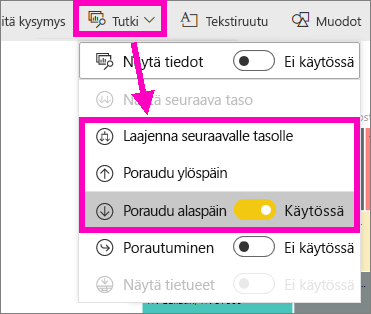 itä kysymys Tutki Tekstiruutu Muodot
Näytä tiedot Ei käytössä
Näytä seuraava taso
Laajenna seuraavalle tasolle
Poraudu ylöspäin
Poraudu alaspäin Käytössä
Porautuminen Ei käytössä
Näytä tietueet Ei käytössä